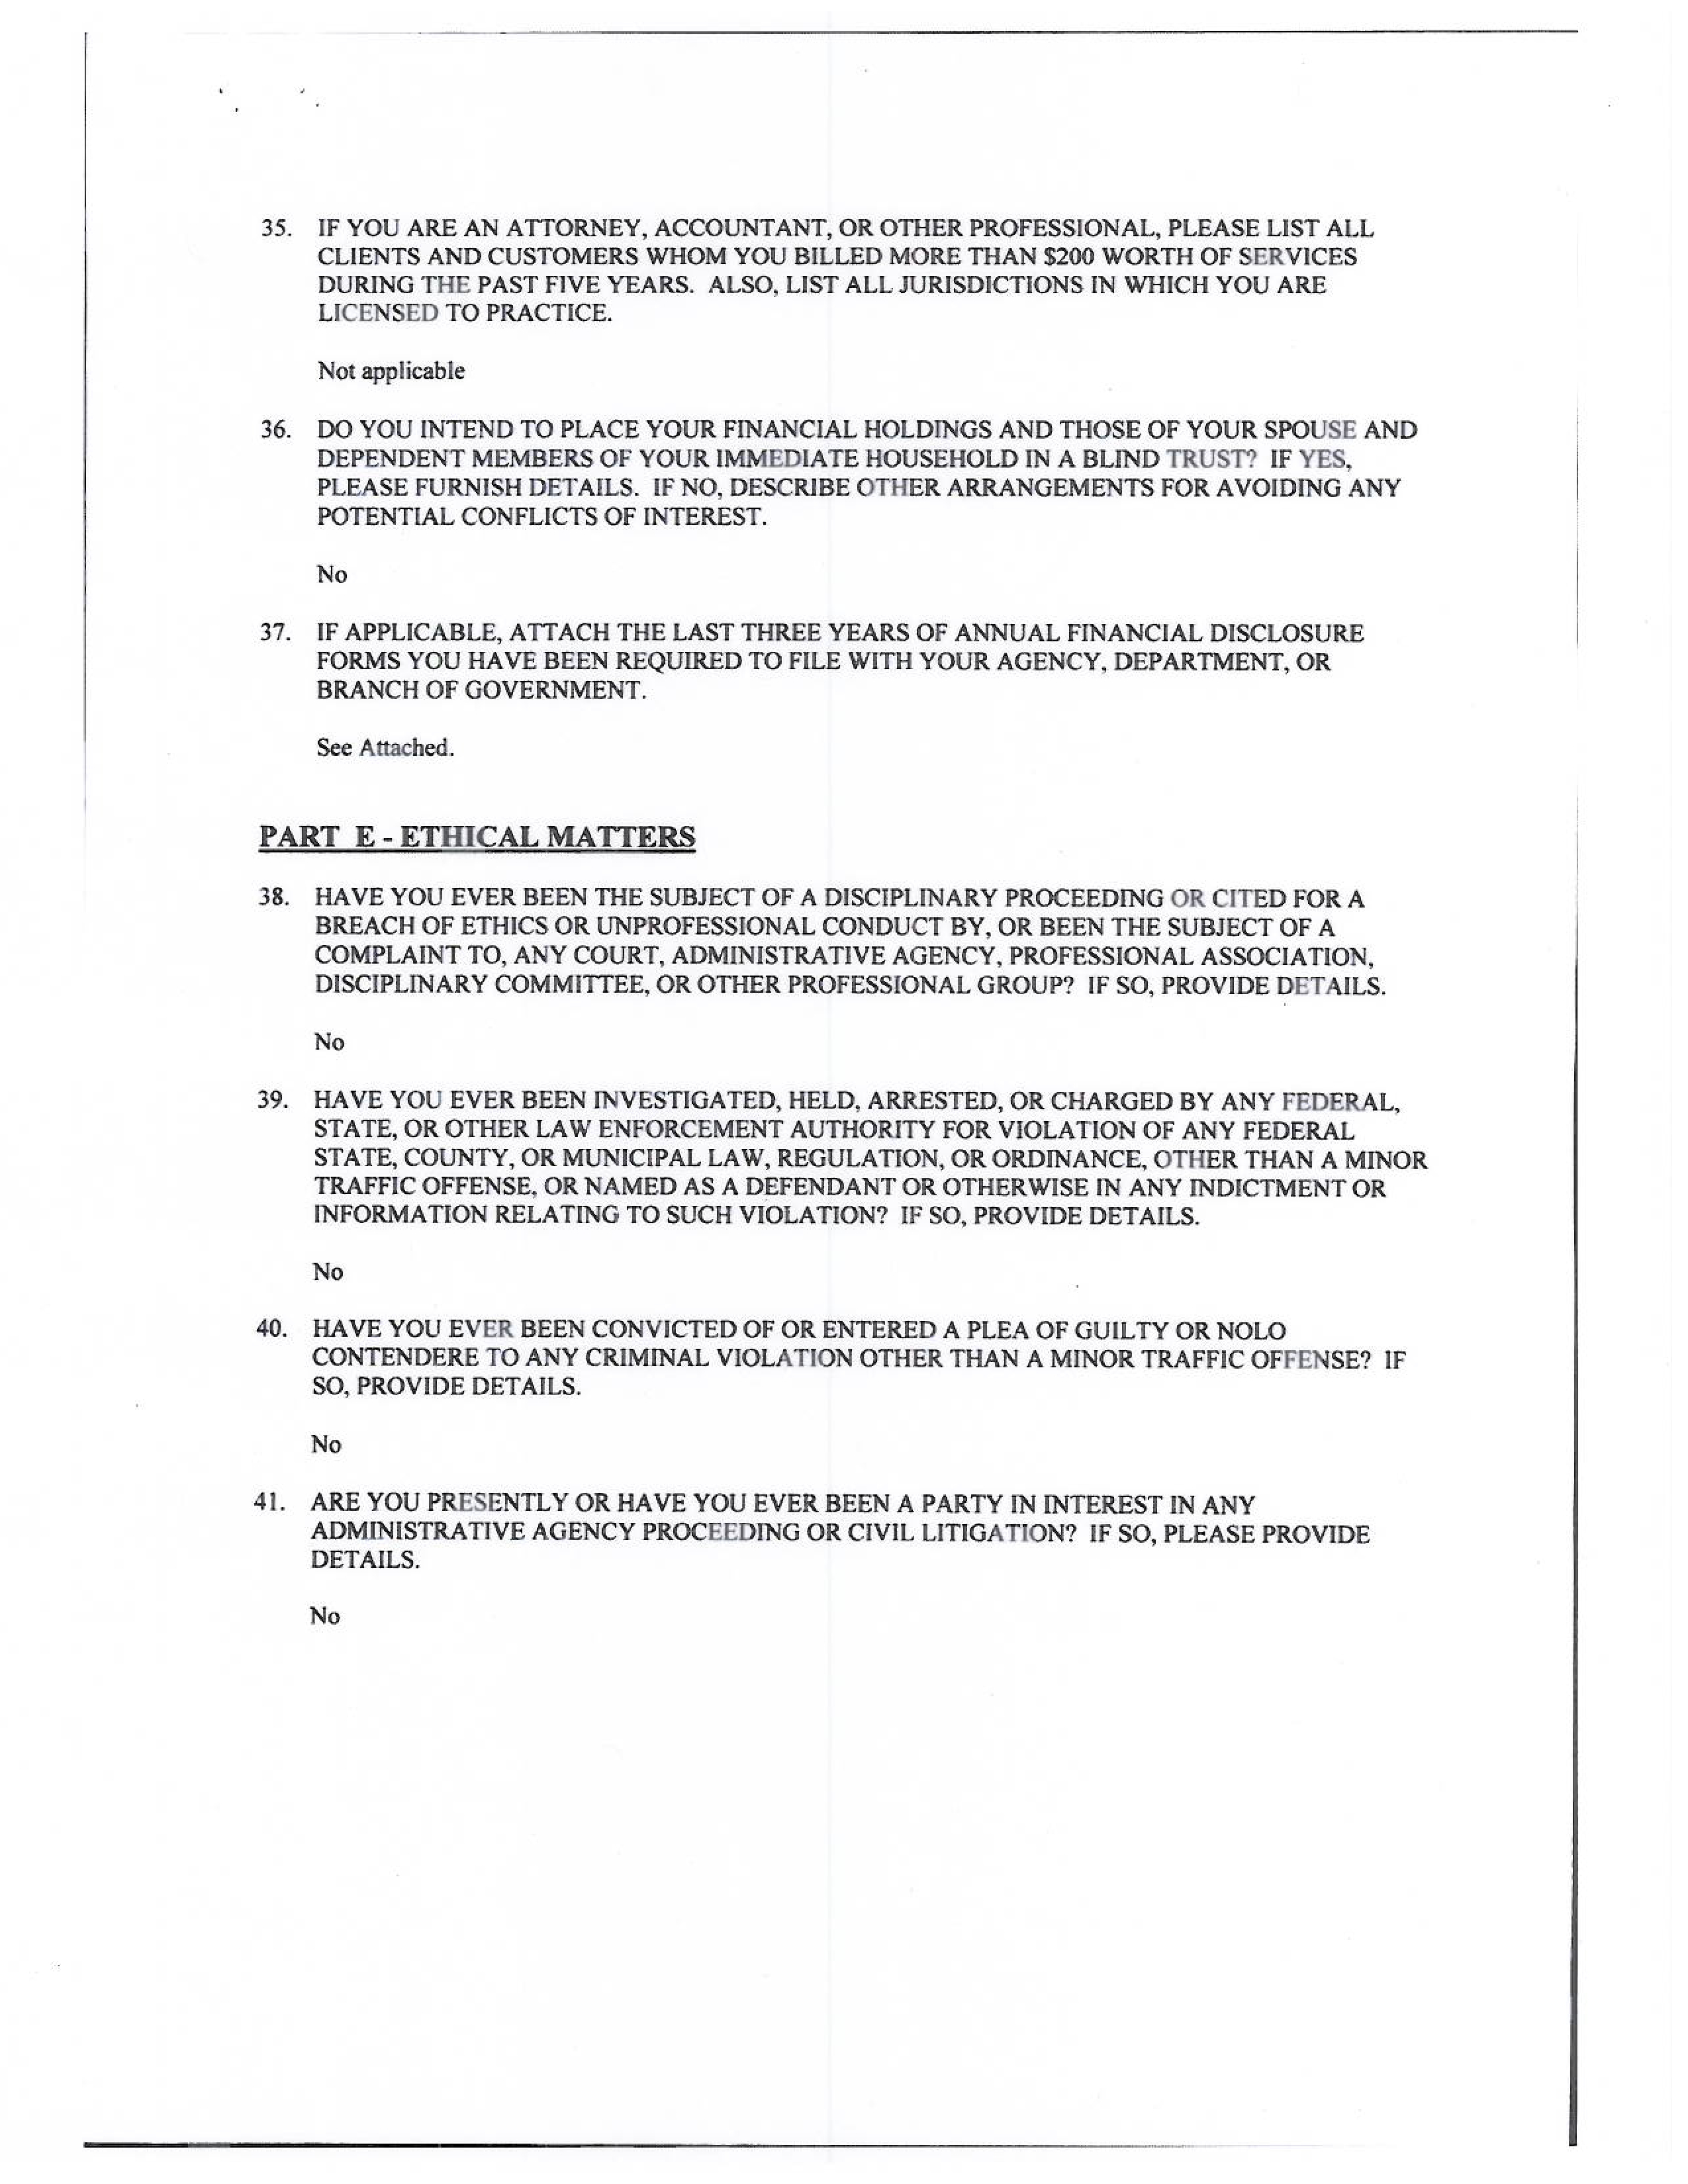 35. IF YOU ARE AN ATTORNEY, ACCOUNTANT, OR OTHER PROFESSIONAL, PLEASE LIST ALL
CLIENTS AND CUSTOMERS WHOM YOU BILLED MORE THAN $200 WORTH OF SERVICES
DURING THE PAST FIVE YEARS. ALSO, LIST ALL JURISDICTIONS IN WHICH YOU ARE
LICENSED TO PRACTICE.
Not applicable
36. DO YOU INTEND TO PLACE YOUR FINANCIAL HOLDINGS AND THOSE OF YOUR SPOUSE AND
DEPENDENT MEMBERS OF YOUR IMMEDIATE HOUSEHOLD IN A BLIND TRUST? IF YES,
PLEASE FURNISH DETAILS. IF NO, DESCRIBE OTHER ARRANGEMENTS FOR AVOIDING ANY
POTENTIAL CONFLICTS OF INTEREST.
No
37. IF APPLICABLE, ATTACH THE LAST THREE YEARS OF ANNUAL FINANCIAL DISCLOSURE
FORMS YOU HAVE BEEN REQUIRED TO FILE WITH YOUR AGENCY, DEPARTMENT, OR
BRANCH OF GOVERNMENT.
See Attached.
PART E - ETHICAL MATTERS
38. HAVE YOU EVER BEEN THE SUBJECT OF A DISCIPLINARY PROCEEDING OR CITED FOR A
BREACH OF ETHICS OR UNPROFESSIONAL CONDUCT BY, OR BEEN THE SUBJECT OF A
COMPLAINT TO, ANY COURT, ADMINISTRATIVE AGENCY, PROFESSIONAL ASSOCIATION,
DISCIPLINARY COMMITTEE, OR OTHER PROFESSIONAL GROUP? IF SO, PROVIDE DETAILS.
No
39. HAVE YOU EVER BEEN INVESTIGATED, HELD, ARRESTED, OR CHARGED BY ANY FEDERAL,
STATE, OR OTHER LAW ENFORCEMENT AUTHORITY FOR VIOLATION OF ANY FEDERAL
STATE, COUNTY, OR MUNICIPAL LAW, REGULATION, OR ORDINANCE, OTHER THAN A MINOR
TRAFFIC OFFENSE, OR NAMED AS A DEFENDANT OR OTHERWISE IN ANY INDICTMENT OR
INFORMATION RELATING TO SUCH VIOLATION? IF SO, PROVIDE DETAILS.
No
40. HAVE YOU EVER BEEN CONVICTED OF OR ENTERED A PLEA OF GUILTY OR NOLO
CONTENDERE TO ANY CRIMINAL VIOLATION OTHER THAN A MINOR TRAFFIC OFFENSE? IF
SO, PROVIDE DETAILS.
No
41. ARE YOU PRESENTLY OR HAVE YOU EVER BEEN A PARTY IN INTEREST IN ANY
ADMINISTRATIVE AGENCY PROCEEDING OR CIVIL LITIGATION? IF SO, PLEASE PROVIDE
DETAILS.
No